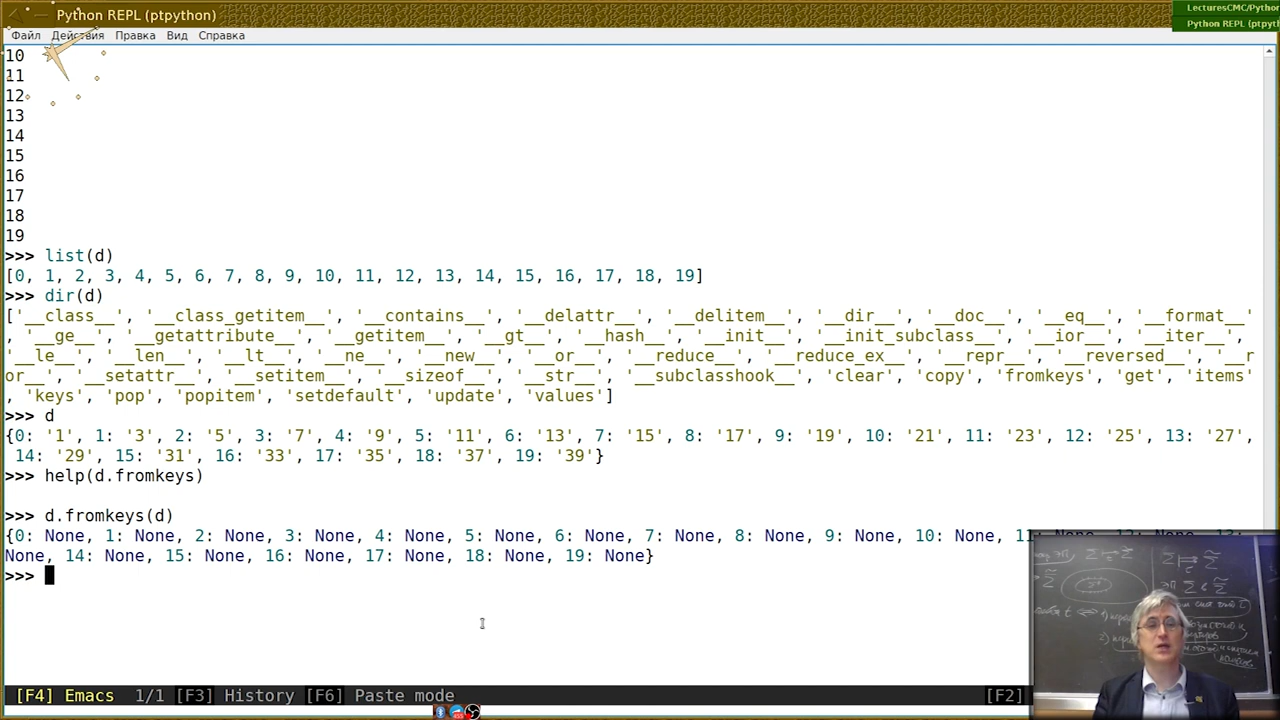 Python REPL (ptpython)
LecturesCMC/Python
Python REPL (ptpyt
Файл Действия Правка Вид Справка
10
11
12
13
14
15
16
17
18
19
>>> list(d)
[0, 1, 2, 3, 4, 5, 6, 7, 8, 9, 10, 11, 12, 13, 14, 15, 16, 17, 18, 19]
>>> dir(d)
['__class__', '__class_getitem__', '__contains__', '__delattr__', '__delitem__', '__dir__', '__doc__', '__eq__', '__format__'
, '__ge__', '__getattribute__', '__getitem__', '__gt__', '__hash__', '__init__', '__init_subclass__', '__ior__', '__iter__',
'__le__', '__len__', '__lt__', '__ne__', '__new__', '__or__', '__reduce__', '__reduce_ex__', '__repr__', '__reversed__', '__r
or__', '__setattr__', '__setitem__', '__sizeof__', '__str__', '__subclasshook__', 'clear', 'copy', 'fromkeys', 'get', 'items'
, 'keys', 'pop', 'popitem', 'setdefault', 'update', 'values']
>>> d
{0: '1', 1: '3', 2: '5', 3: '7', 4: '9', 5: '11', 6: '13', 7: '15', 8: '17', 9: '19', 10: '21', 11: '23', 12: '25', 13: '27',
14: '29', 15: '31', 16: '33', 17: '35', 18: '37', 19: '39'}
>>> help(d.fromkeys)
>>> d.fromkeys(d)
{0: None, 1: None, 2: None, 3: None, 4: None, 5: None, 6: None, 7: None, 8: None, 9: None, 10: None, 11: None, 12: None, 13:
None, 14: None, 15: None, 16: None, 17: None, 18: None, 19: None}
>>>
[F4] Emacs 1/1 [F3] History [F6] Paste mode [F2]